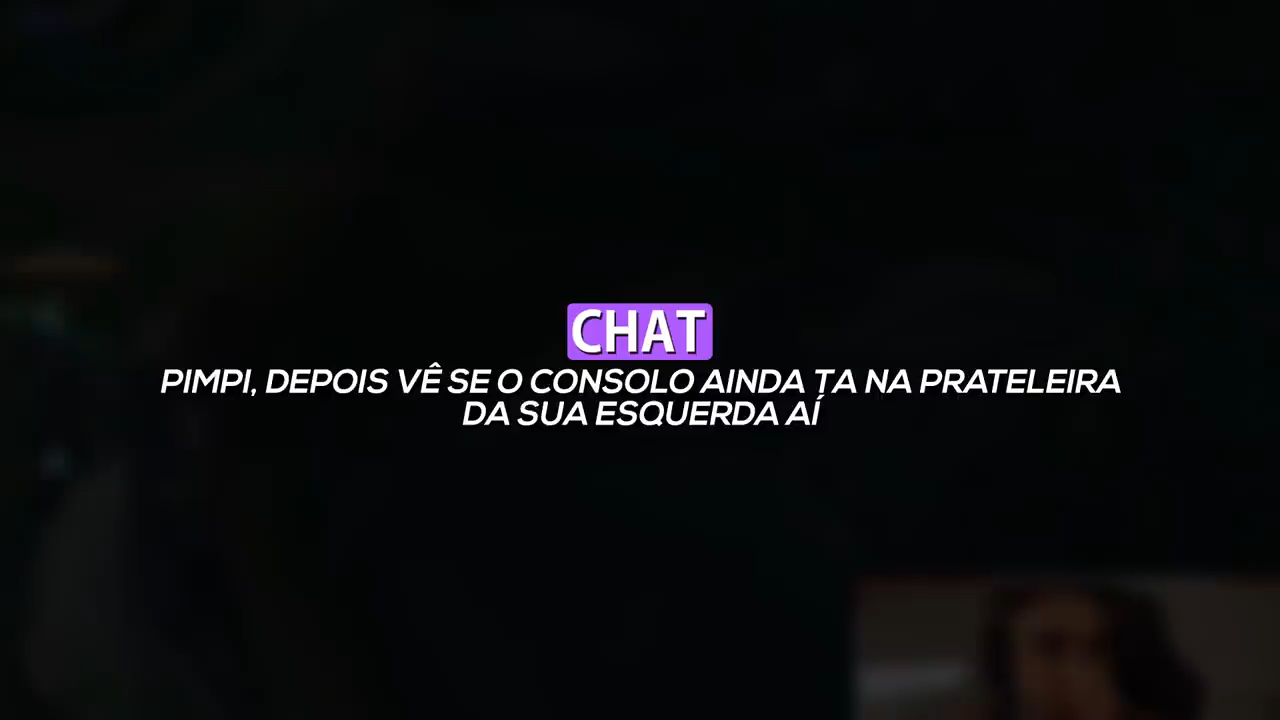 CHAT
PIMPI, DEPOIS VÊ SE O CONSOLO AINDA TA NA PRATELEIRA
DA SUA ESQUERDA AÍ